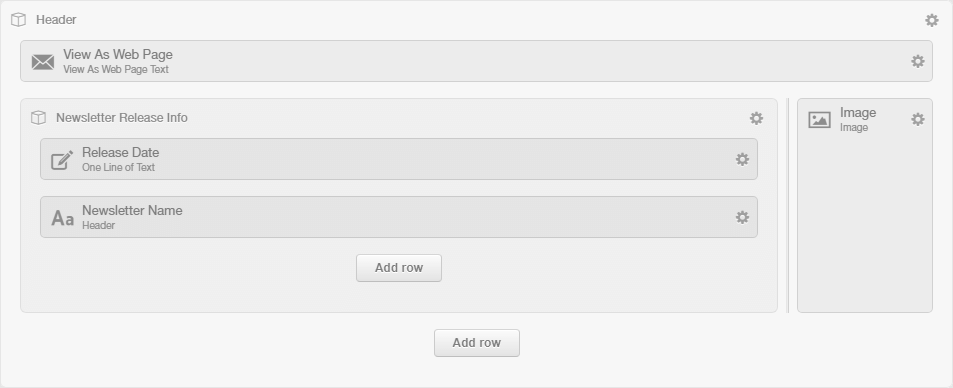 Header
View As Web Page
View As Web Page Text
Newsletter Release Info
Image
Image
Release Date
One Line of Text
Aa
Newsletter Name
Header
Add row
Add row